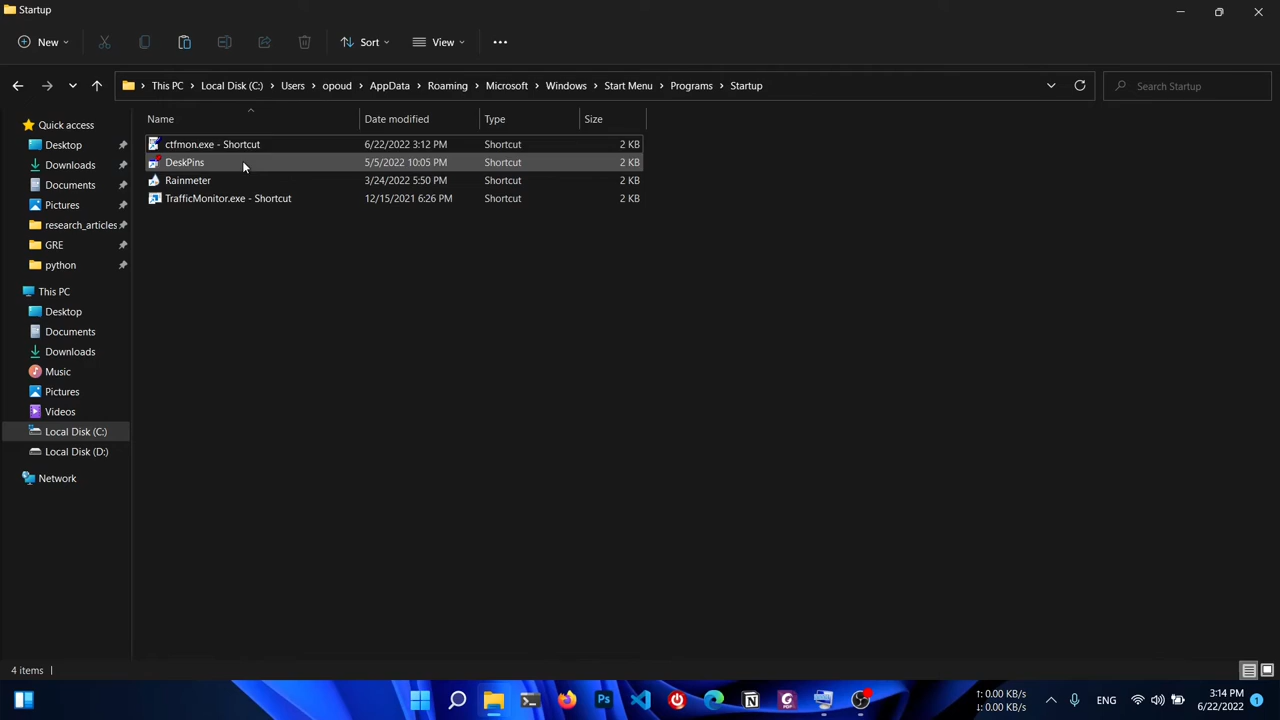 Startup
New
Sort
View
This PC
Local Disk (C:)
Users
opoud
AppData
Roaming
Microsoft
Windows
Start Menu
Programs
Startup
Search Startup
Name
Date modified
Type
Size
ctfmon.exe - Shortcut
6/22/2022 3:12 PM
Shortcut
2 KB
DeskPins
5/5/2022 10:05 PM
Shortcut
2 KB
Rainmeter
3/24/2022 5:50 PM
Shortcut
2 KB
TrafficMonitor.exe - Shortcut
12/15/2021 6:26 PM
Shortcut
2 KB
Quick access
Desktop
Downloads
Documents
Pictures
research_articles
GRE
python
This PC
Desktop
Documents
Downloads
Music
Pictures
Videos
Local Disk (C:)
Local Disk (D:)
Network
4 items
Ps
PDF
↑: 0.00 KB/s
↓: 0.00 KB/s
ENG
3:14 PM
6/22/2022
1